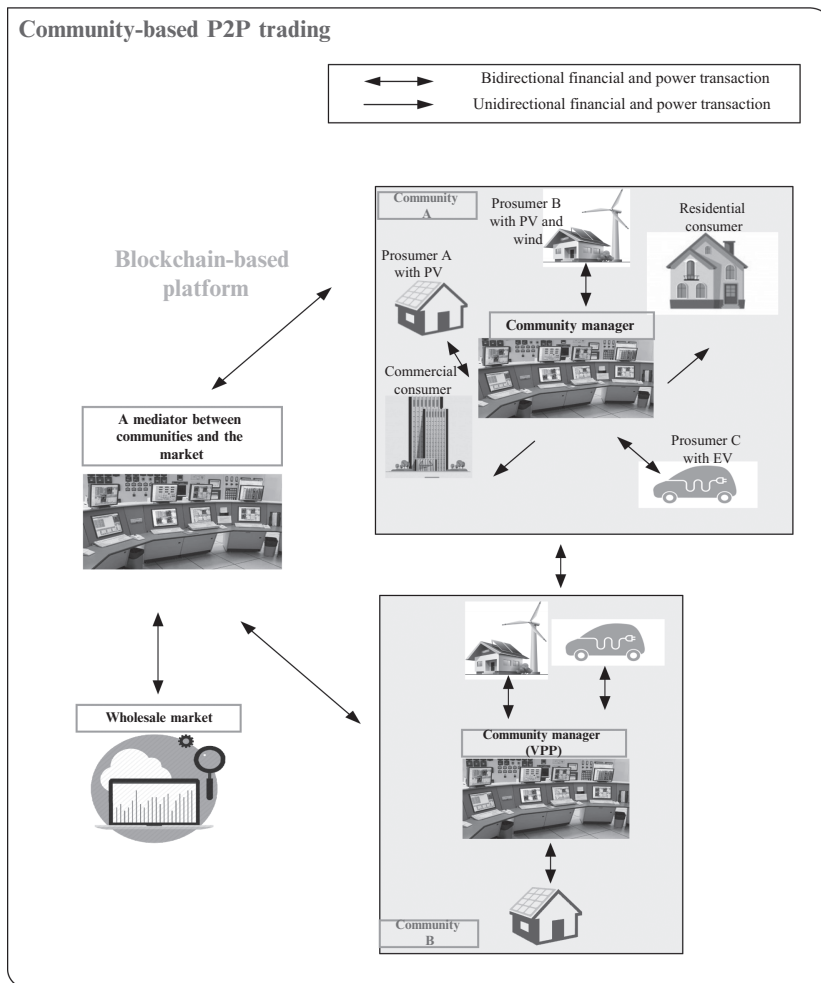 Community-based P2P trading
Bidirectional financial and power transaction
Unidirectional financial and power transaction
Blockchain-based
platform
Community
A
Prosumer B
with PV and
wind
Residential
consumer
Prosumer A
with PV
Community manager
Commercial
consumer
Prosumer C
with EV
A mediator between
communities and the
market
Wholesale market
Community manager
(VPP)
Community
B